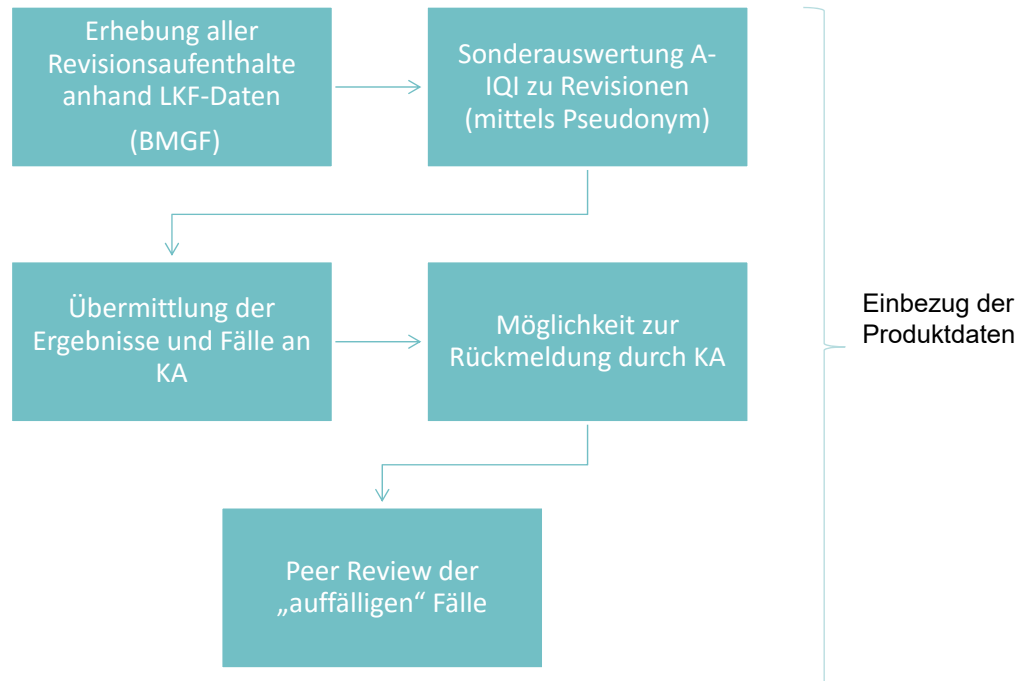 Erhebung aller
Revisionsaufenthalte
anhand LKF-Daten
(BMGF)
Sonderauswertung A-
IQI zu Revisionen
(mittels Pseudonym)
Übermittlung der
Ergebnisse und Fälle an
KA
Möglichkeit zur
Rückmeldung durch KA
Peer Review der
„auffälligen“ Fälle
Einbezug der
Produktdaten